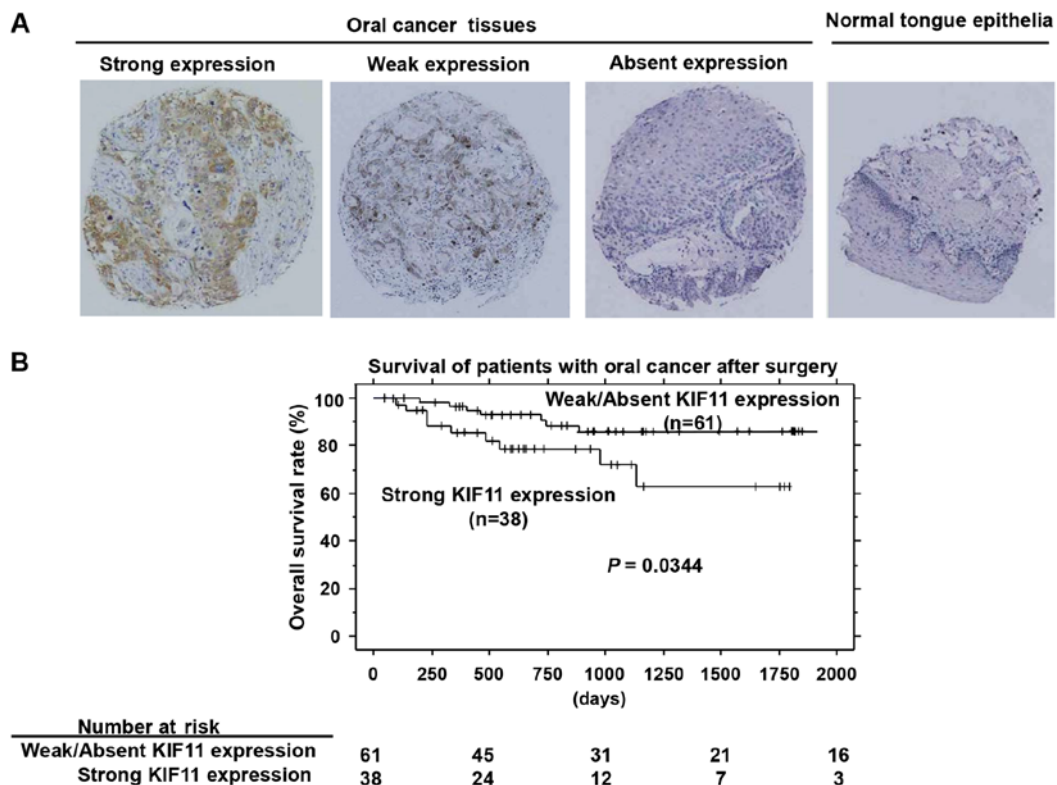 A
Oral cancer tissues
Normal tongue epithelia
Strong expression
Weak expression
Absent expression
B
Survival of patients with oral cancer after surgery
Overall survival rate (%)
100
80
60
40
20
0
Weak/Absent KIF11 expression
(n=61)
Strong KIF11 expression
(n=38)
P = 0.0344
0 250 500 750 1000 1250 1500 1750 2000
(days)
Number at risk
Weak/Absent KIF11 expression 61 45 31 21 16
Strong KIF11 expression 38 24 12 7 3